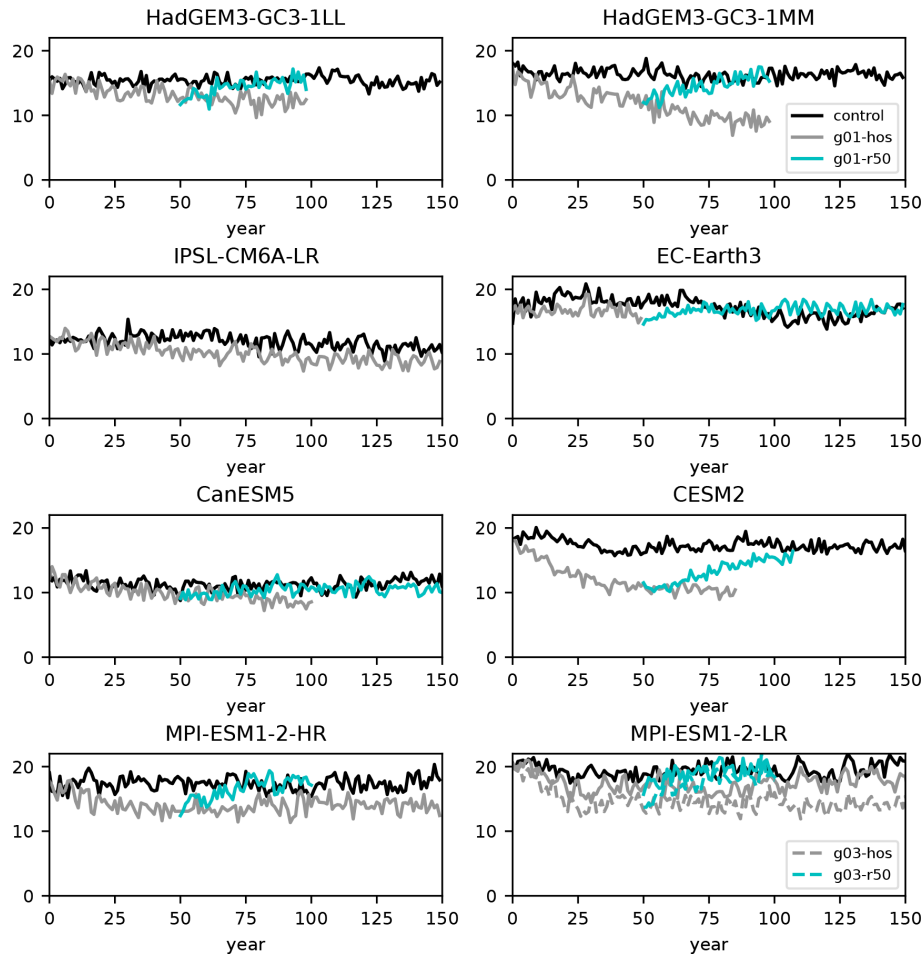 HadGEM3-GC3-1LL
20
10
0
0 25 50 75 100 125 150
year
HadGEM3-GC3-1MM
20
10
0
control
g01-hos
g01-r50
0 25 50 75 100 125 150
year
IPSL-CM6A-LR
20
10
0
0 25 50 75 100 125 150
year
EC-Earth3
20
10
0
0 25 50 75 100 125 150
year
CanESM5
20
10
0
0 25 50 75 100 125 150
year
CESM2
20
10
0
0 25 50 75 100 125 150
year
MPI-ESM1-2-HR
20
10
0
0 25 50 75 100 125 150
year
MPI-ESM1-2-LR
20
10
0
g03-hos
g03-r50
0 25 50 75 100 125 150
year